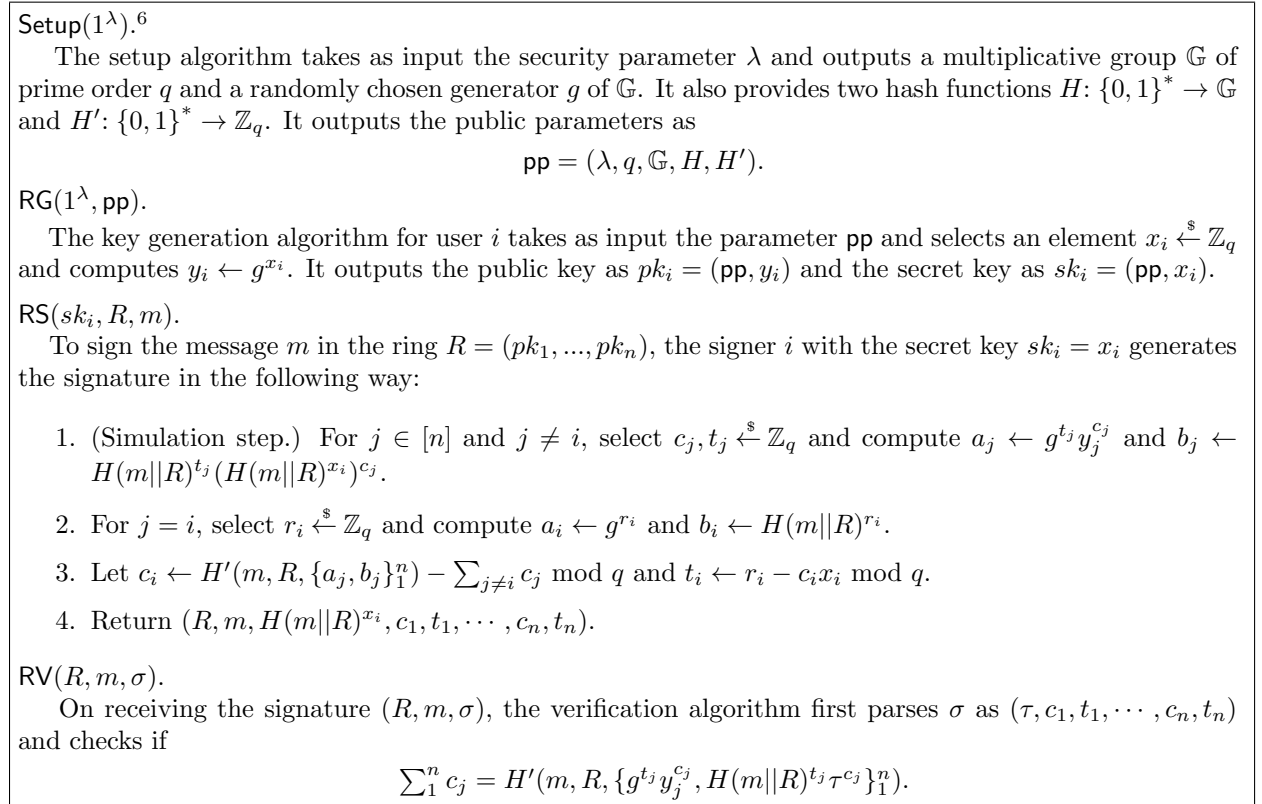 Setup(1^λ).^6
The setup algorithm takes as input the security parameter λ and outputs a multiplicative group 𝔾 of
prime order q and a randomly chosen generator g of 𝔾. It also provides two hash functions H: {0, 1}^* → 𝔾
and H′: {0, 1}^* → ℤ_q. It outputs the public parameters as
pp = (λ, q, 𝔾, H, H′).
RG(1^λ, pp).
The key generation algorithm for user i takes as input the parameter pp and selects an element x_i ←$ ℤ_q
and computes y_i ← g^{x_i}. It outputs the public key as pk_i = (pp, y_i) and the secret key as sk_i = (pp, x_i).
RS(sk_i, R, m).
To sign the message m in the ring R = (pk_1, ..., pk_n), the signer i with the secret key sk_i = x_i generates
the signature in the following way:
1. (Simulation step.) For j ∈ [n] and j ≠ i, select c_j, t_j ←$ ℤ_q and compute a_j ← g^{t_j} y_j^{c_j} and b_j ←
H(m||R)^{t_j} (H(m||R)^{x_i})^{c_j}.
2. For j = i, select r_i ←$ ℤ_q and compute a_i ← g^{r_i} and b_i ← H(m||R)^{r_i}.
3. Let c_i ← H′(m, R, {a_j, b_j}_1^n) − ∑_{j≠i} c_j mod q and t_i ← r_i − c_i x_i mod q.
4. Return (R, m, H(m||R)^{x_i}, c_1, t_1, ⋯ , c_n, t_n).
RV(R, m, σ).
On receiving the signature (R, m, σ), the verification algorithm first parses σ as (τ, c_1, t_1, ⋯ , c_n, t_n)
and checks if
∑_1^n c_j = H′(m, R, {g^{t_j} y_j^{c_j}, H(m||R)^{t_j} τ^{c_j}}_1^n).